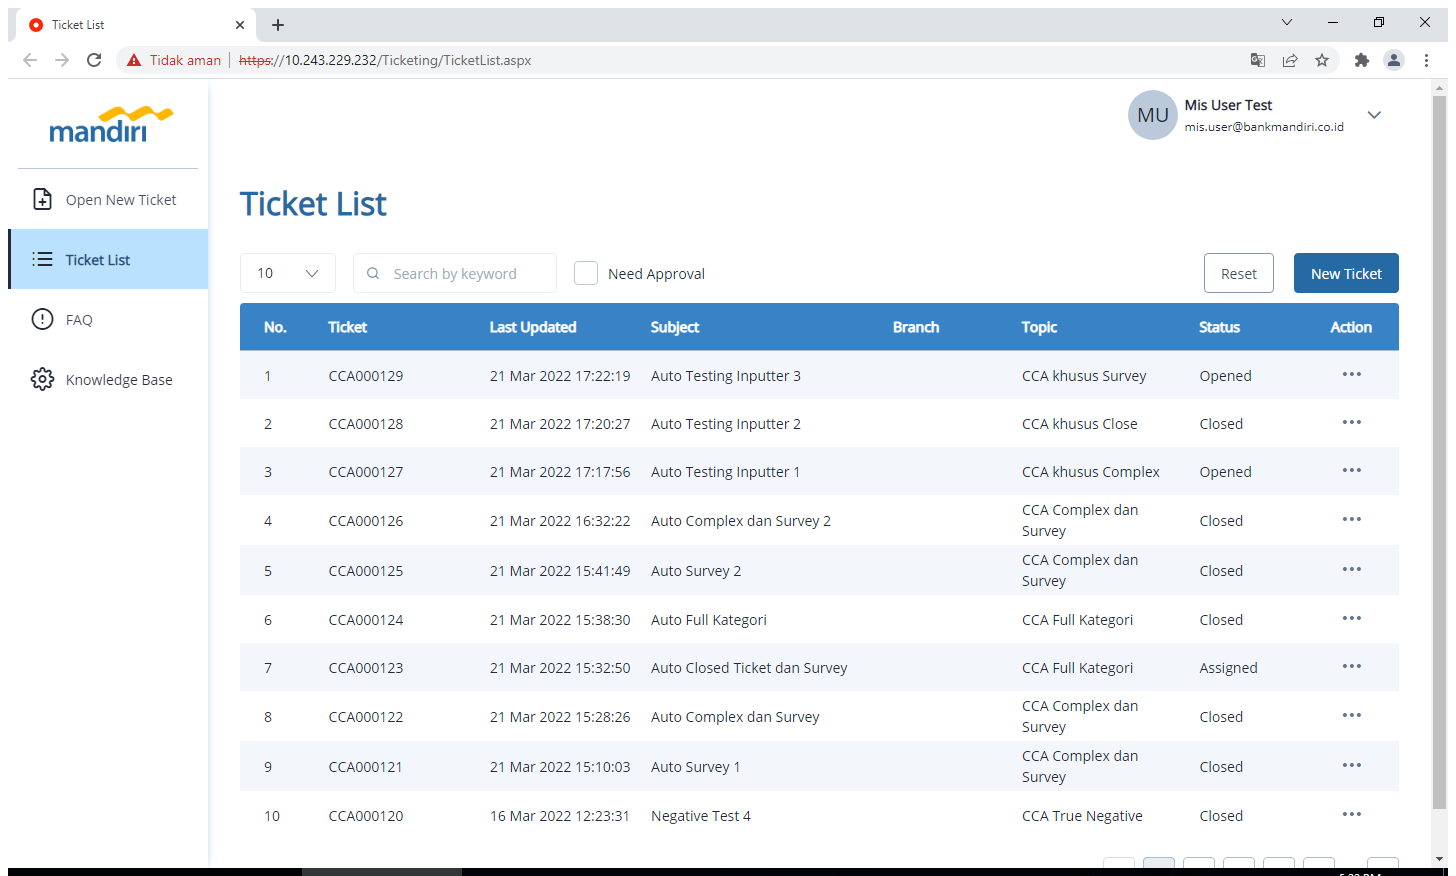 Ticket List
Tidak aman https://10.243.229.232/Ticketing/TicketList.aspx
mandiri
MU
Mis User Test
mis.user@bankmandiri.co.id
Open New Ticket
Ticket List
FAQ
Knowledge Base
Ticket List
10 Search by keyword Need Approval Reset New Ticket
No. Ticket Last Updated Subject Branch Topic Status Action
1 CCA000129 21 Mar 2022 17:22:19 Auto Testing Inputter 3 CCA khusus Survey Opened
2 CCA000128 21 Mar 2022 17:20:27 Auto Testing Inputter 2 CCA khusus Close Closed
3 CCA000127 21 Mar 2022 17:17:56 Auto Testing Inputter 1 CCA khusus Complex Opened
4 CCA000126 21 Mar 2022 16:32:22 Auto Complex dan Survey 2 CCA Complex dan Survey Closed
5 CCA000125 21 Mar 2022 15:41:49 Auto Survey 2 CCA Complex dan Survey Closed
6 CCA000124 21 Mar 2022 15:38:30 Auto Full Kategori CCA Full Kategori Closed
7 CCA000123 21 Mar 2022 15:32:50 Auto Closed Ticket dan Survey CCA Full Kategori Assigned
8 CCA000122 21 Mar 2022 15:28:26 Auto Complex dan Survey CCA Complex dan Survey Closed
9 CCA000121 21 Mar 2022 15:10:03 Auto Survey 1 CCA Complex dan Survey Closed
10 CCA000120 16 Mar 2022 12:23:31 Negative Test 4 CCA True Negative Closed